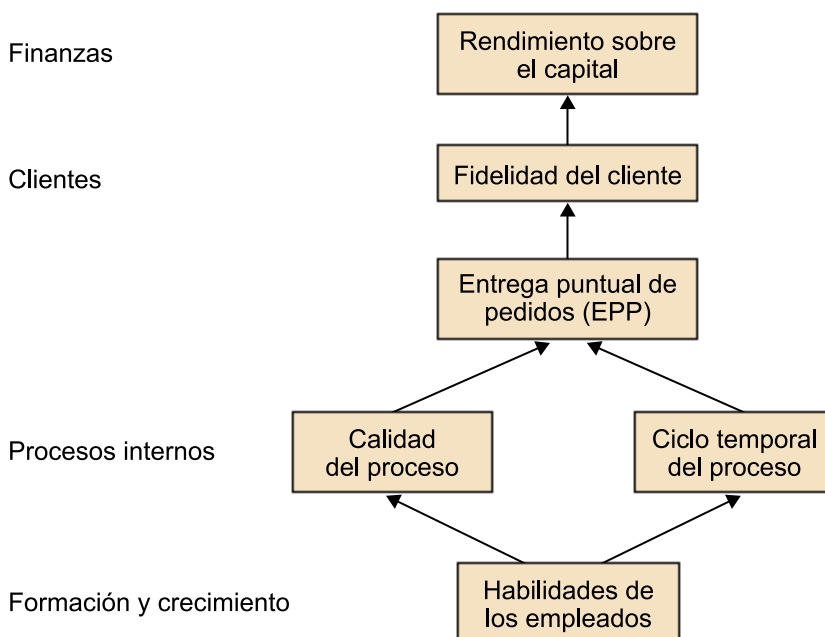 Finanzas
Rendimiento sobre
el capital
Clientes
Fidelidad del cliente
Entrega puntual de
pedidos (EPP)
Procesos internos
Calidad
del proceso
Ciclo temporal
del proceso
Formación y crecimiento
Habilidades de
los empleados